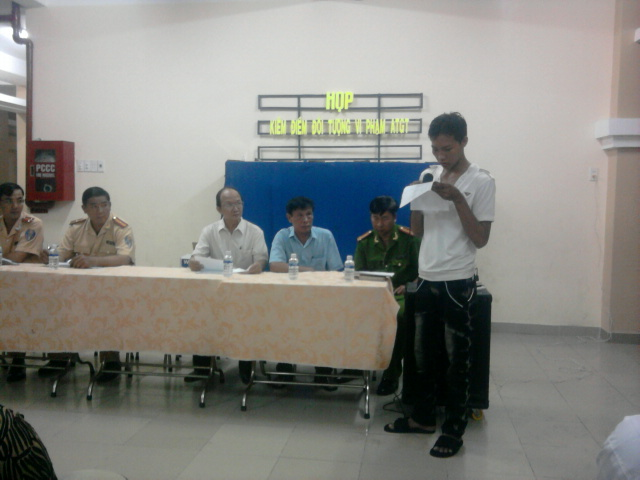 HỌP
KIỂM ĐIỂM ĐỐI TƯỢNG VI PHẠM ATGT
PCCC